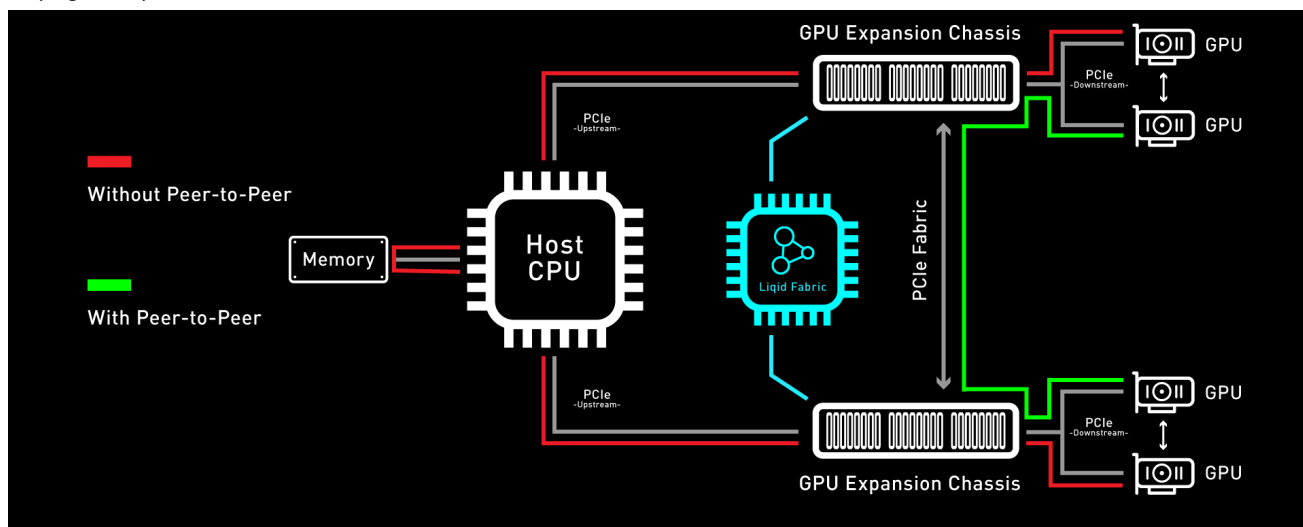 GPU Expansion Chassis
GPU
PCIe
-Downstream-
GPU
PCIe
-Upstream-
Without Peer-to-Peer
Memory
Host
CPU
Liqid Fabric
PCIe Fabric
With Peer-to-Peer
PCIe
-Upstream-
GPU
PCIe
-Downstream-
GPU
GPU Expansion Chassis